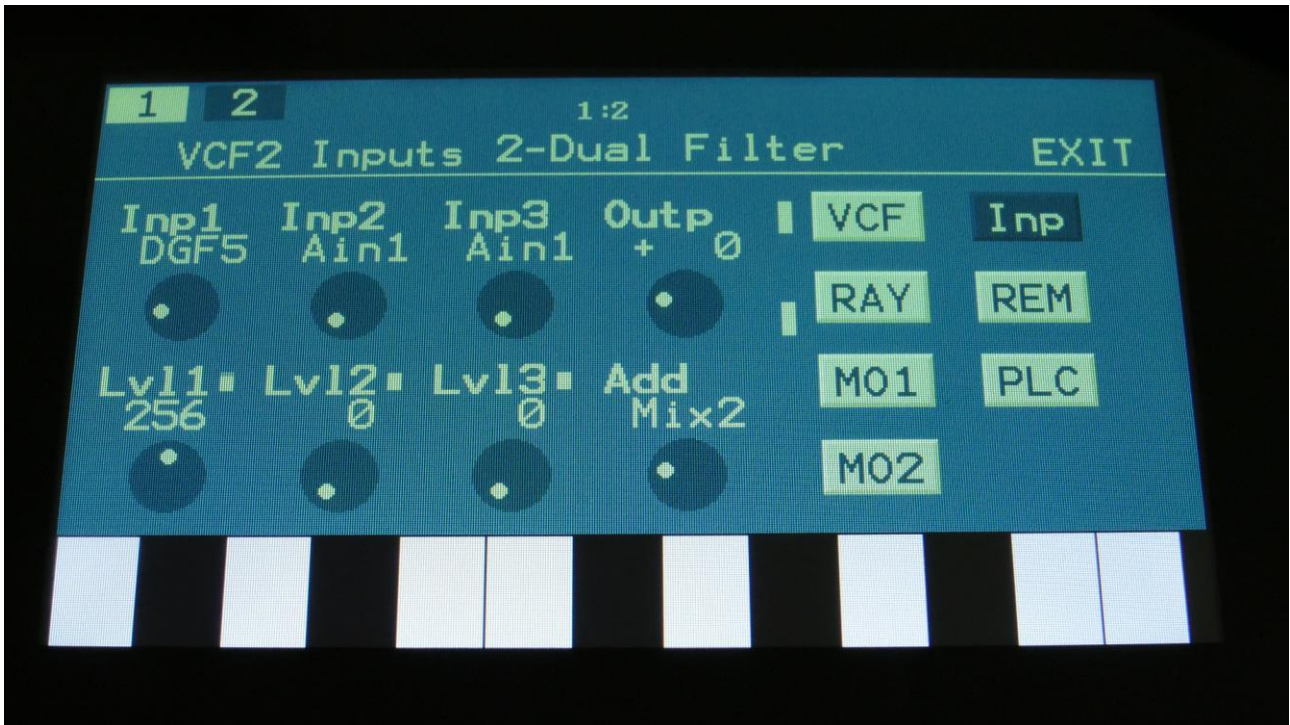 1 2 1:2
VCF2 Inputs 2-Dual Filter EXIT
Inp1 Inp2 Inp3 Outp VCF Inp
DGF5 Ain1 Ain1 + 0
RAY REM
Lvl1 Lvl2 Lvl3 Add MO1 PLC
256 0 0 Mix2
MO2